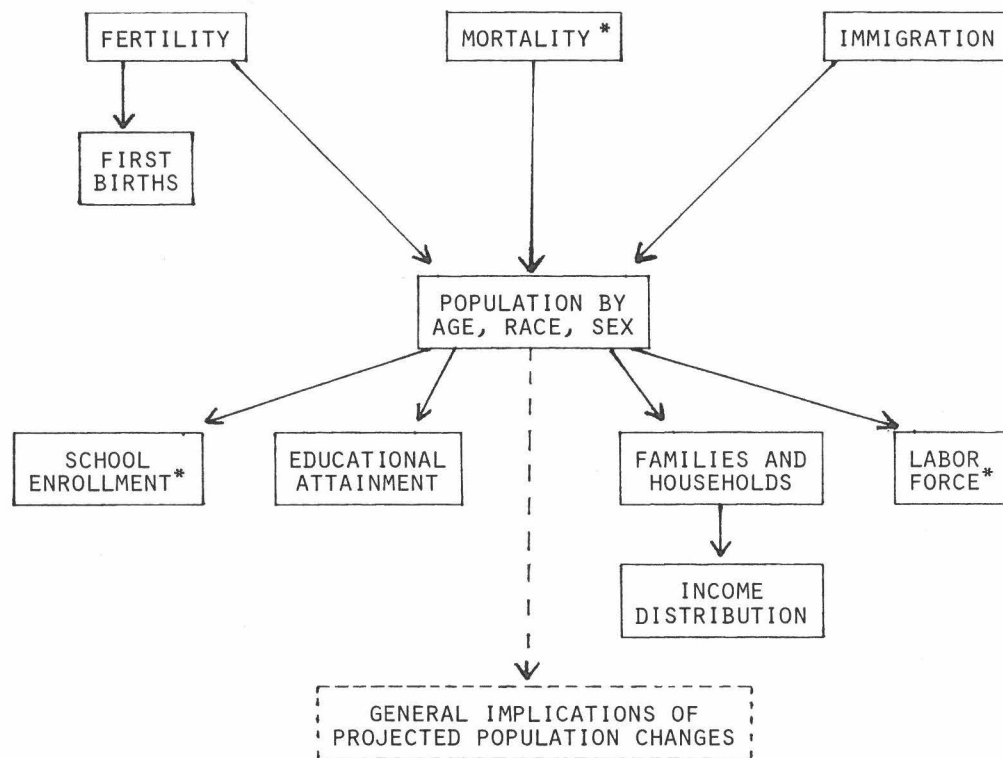 FERTILITY
MORTALITY*
IMMIGRATION
FIRST
BIRTHS
POPULATION BY
AGE, RACE, SEX
SCHOOL
ENROLLMENT*
EDUCATIONAL
ATTAINMENT
FAMILIES AND
HOUSEHOLDS
LABOR
FORCE*
INCOME
DISTRIBUTION
GENERAL IMPLICATIONS OF
PROJECTED POPULATION CHANGES